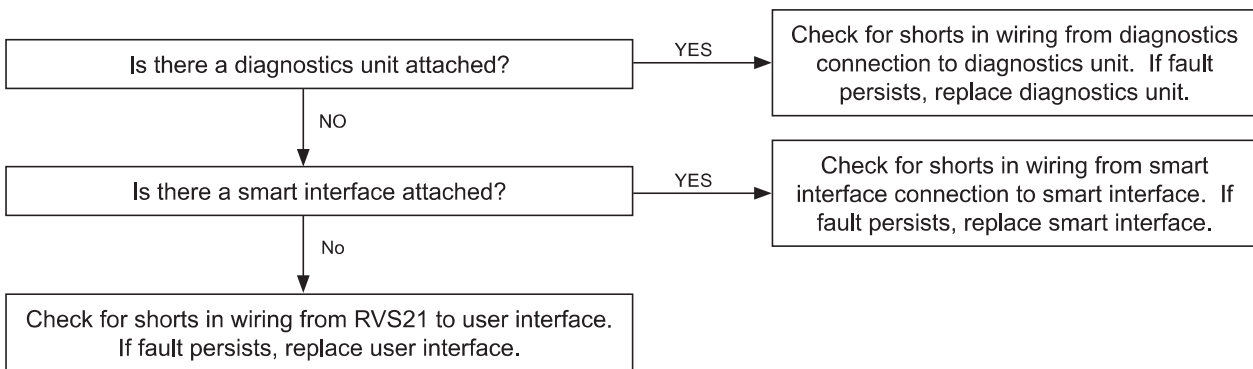 Is there a diagnostics unit attached?
YES
Check for shorts in wiring from diagnostics
connection to diagnostics unit.  If fault
persists, replace diagnostics unit.
NO
Is there a smart interface attached?
YES
Check for shorts in wiring from smart
interface connection to smart interface.  If
fault persists, replace smart interface.
No
Check for shorts in wiring from RVS21 to user interface.
If fault persists, replace user interface.